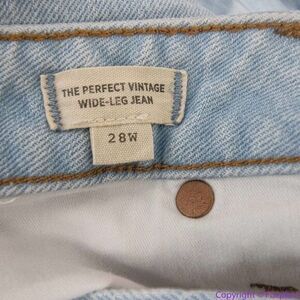 THE PERFECT VINTAGE
WIDE-LEG JEAN
28W